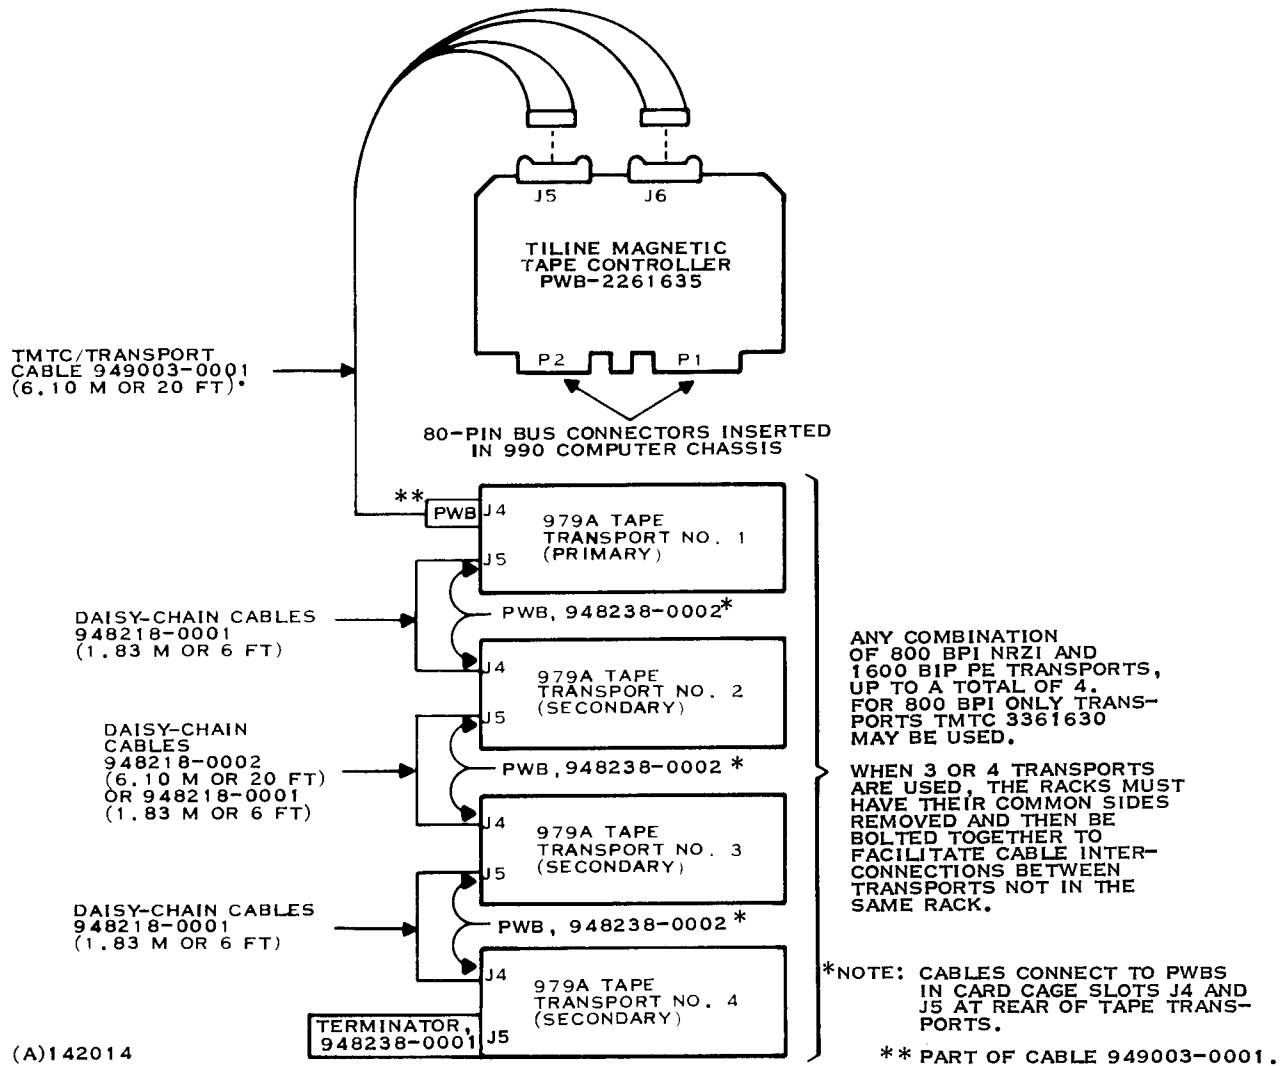 J5
J6
TILINE MAGNETIC
TAPE CONTROLLER
PWB-2261635
P2
P1
TMTC/TRANSPORT
CABLE 949003-0001
(6.10 M OR 20 FT).
80-PIN BUS CONNECTORS INSERTED
IN 990 COMPUTER CHASSIS
**
PWB
J4
979A TAPE
TRANSPORT NO. 1
(PRIMARY)
J5
DAISY-CHAIN CABLES
948218-0001
(1.83 M OR 6 FT)
PWB, 948238-0002*
J4
979A TAPE
TRANSPORT NO. 2
(SECONDARY)
J5
DAISY-CHAIN
CABLES
948218-0002
(6.10 M OR 20 FT)
OR 948218-0001
(1.83 M OR 6 FT)
PWB, 948238-0002 *
J4
979A TAPE
TRANSPORT NO. 3
(SECONDARY)
J5
DAISY-CHAIN CABLES
948218-0001
(1.83 M OR 6 FT)
PWB, 948238-0002 *
J4
979A TAPE
TRANSPORT NO. 4
(SECONDARY)
TERMINATOR,
948238-0001
J5
ANY COMBINATION
OF 800 BPI NRZI AND
1600 BIP PE TRANSPORTS,
UP TO A TOTAL OF 4.
FOR 800 BPI ONLY TRANS-
PORTS TMTC 3361630
MAY BE USED.
WHEN 3 OR 4 TRANSPORTS
ARE USED, THE RACKS MUST
HAVE THEIR COMMON SIDES
REMOVED AND THEN BE
BOLTED TOGETHER TO
FACILITATE CABLE INTER-
CONNECTIONS BETWEEN
TRANSPORTS NOT IN THE
SAME RACK.
*NOTE: CABLES CONNECT TO PWBS
IN CARD CAGE SLOTS J4 AND
J5 AT REAR OF TAPE TRANS-
PORTS.
** PART OF CABLE 949003-0001.
(A)142014